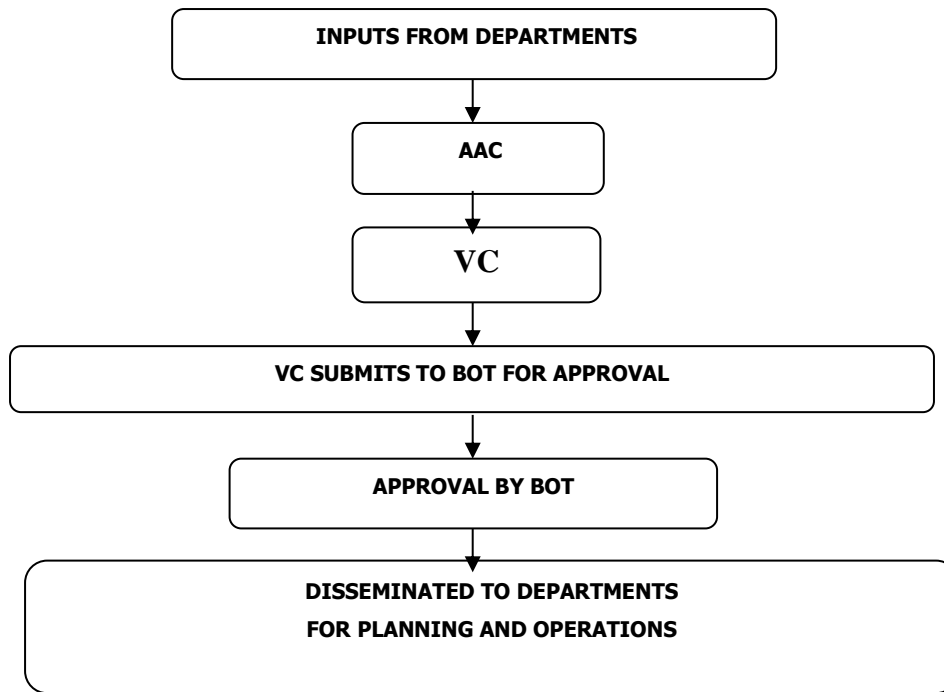 INPUTS FROM DEPARTMENTS
AAC
VC
VC SUBMITS TO BOT FOR APPROVAL
APPROVAL BY BOT
DISSEMINATED TO DEPARTMENTS
FOR PLANNING AND OPERATIONS